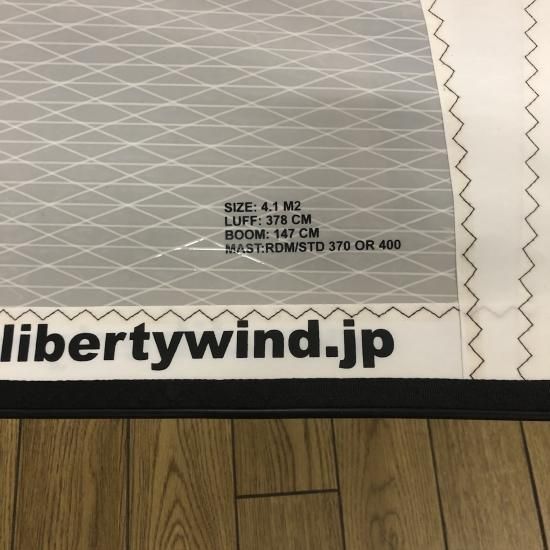 SIZE: 4.1 M2
LUFF: 378 CM
BOOM: 147 CM
MAST:RDM/STD 370 OR 400
libertywind.jp